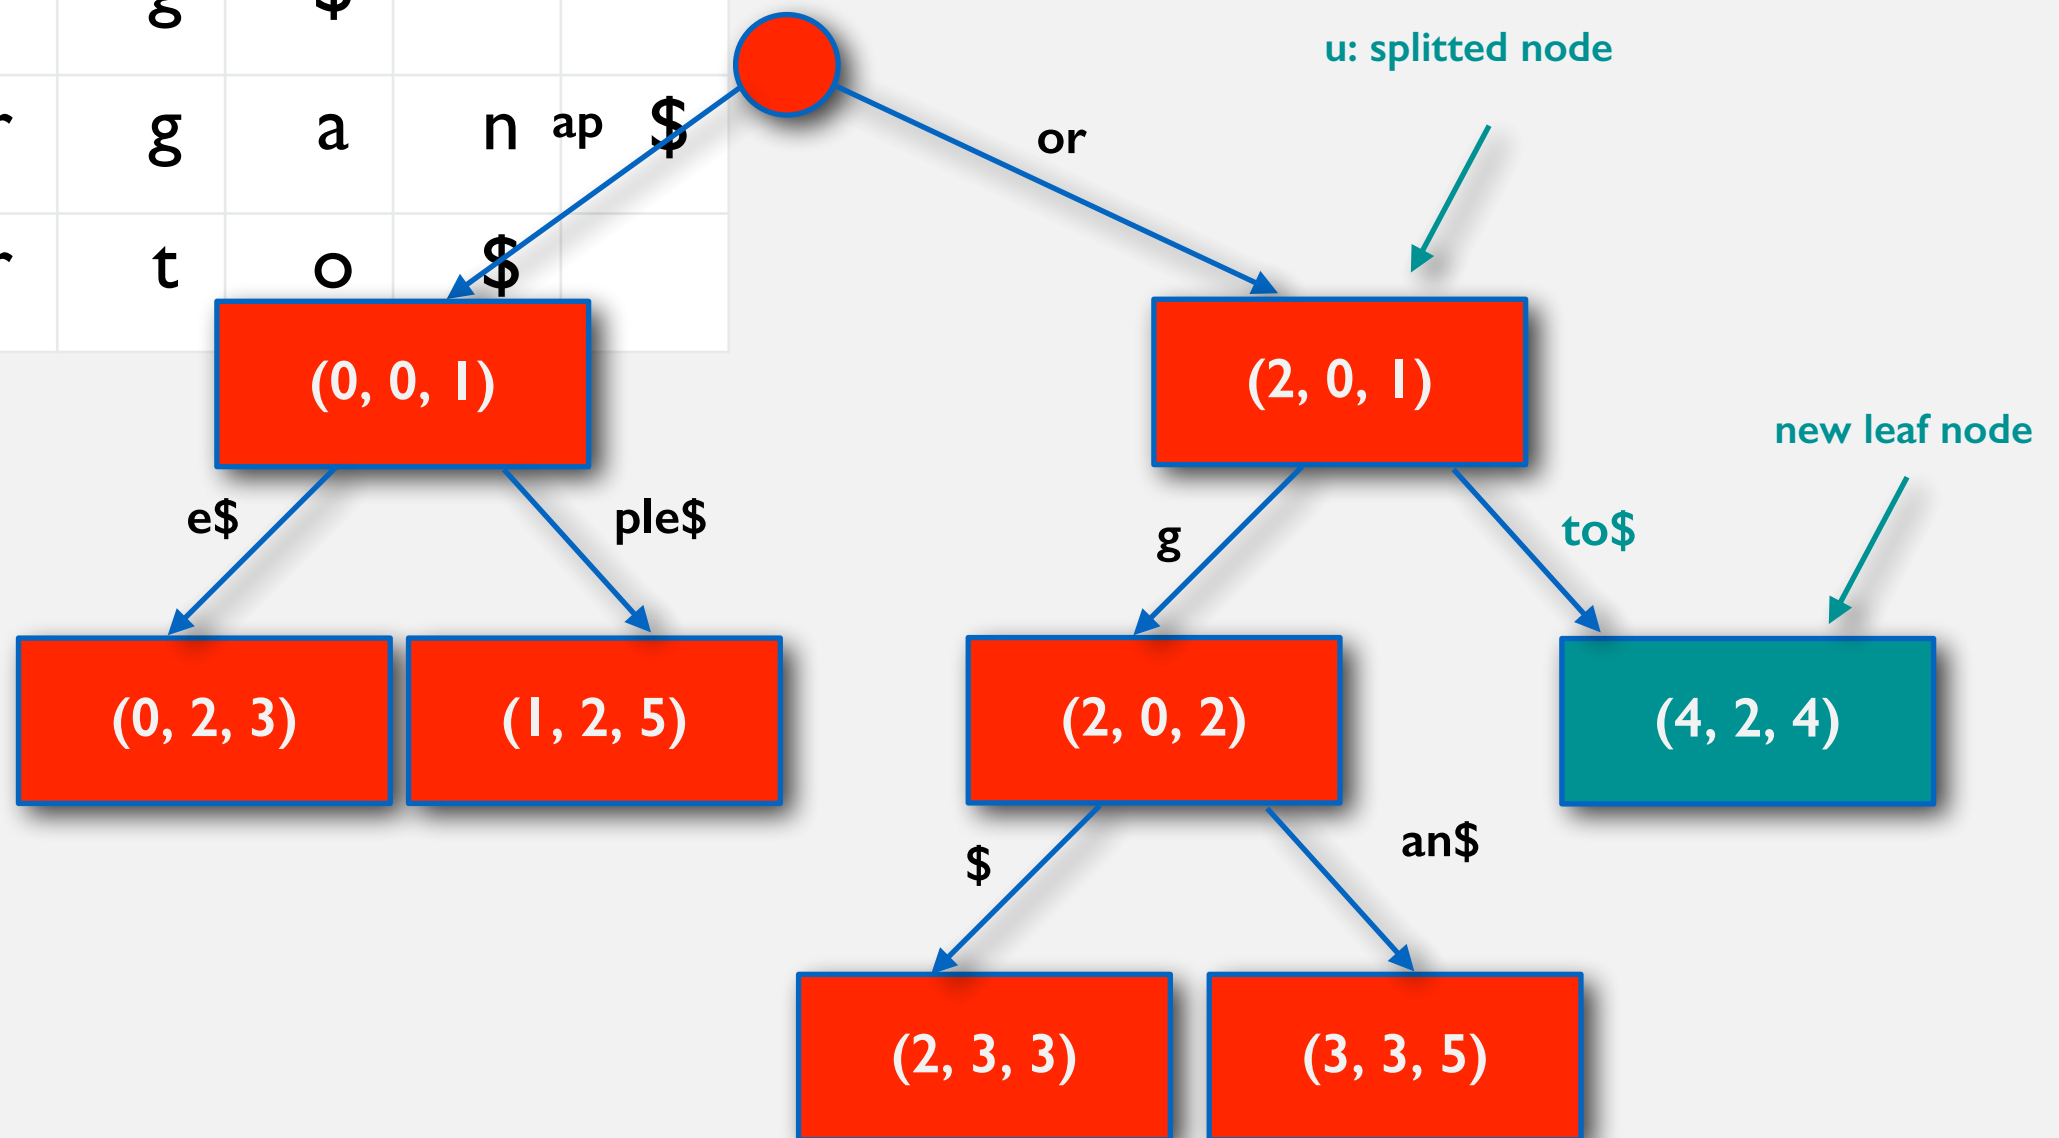 g $
u: splitted node
r g a n ap $
or
r t o $
(0, 0, 1)
(2, 0, 1)
new leaf node
e$
ple$
g
to$
(0, 2, 3)
(1, 2, 5)
(2, 0, 2)
(4, 2, 4)
$
an$
(2, 3, 3)
(3, 3, 5)